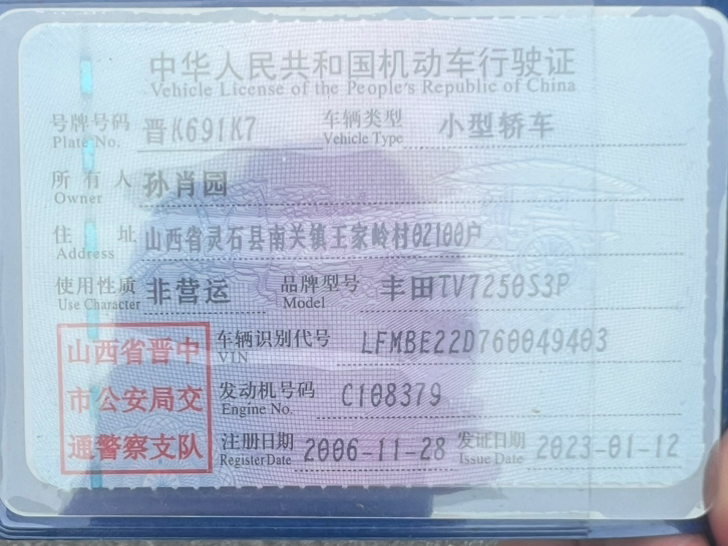 中华人民共和国机动车行驶证
Vehicle License of the People's Republic of China
号牌号码 晋K691K7 车辆类型 小型轿车
Plate No. Vehicle Type
所有人 孙肖园
Owner
住址 山西省灵石县南关镇王家岭村02100户
Address
使用性质 非营运 品牌型号 丰田TV7250S3P
Use Character Model
车辆识别代号 LFMBE22D760049403
VIN
发动机号码 C108379
Engine No.
注册日期 2006-11-28 发证日期 2023-01-12
Register Date Issue Date
山西省晋中
市公安局交
通警察支队